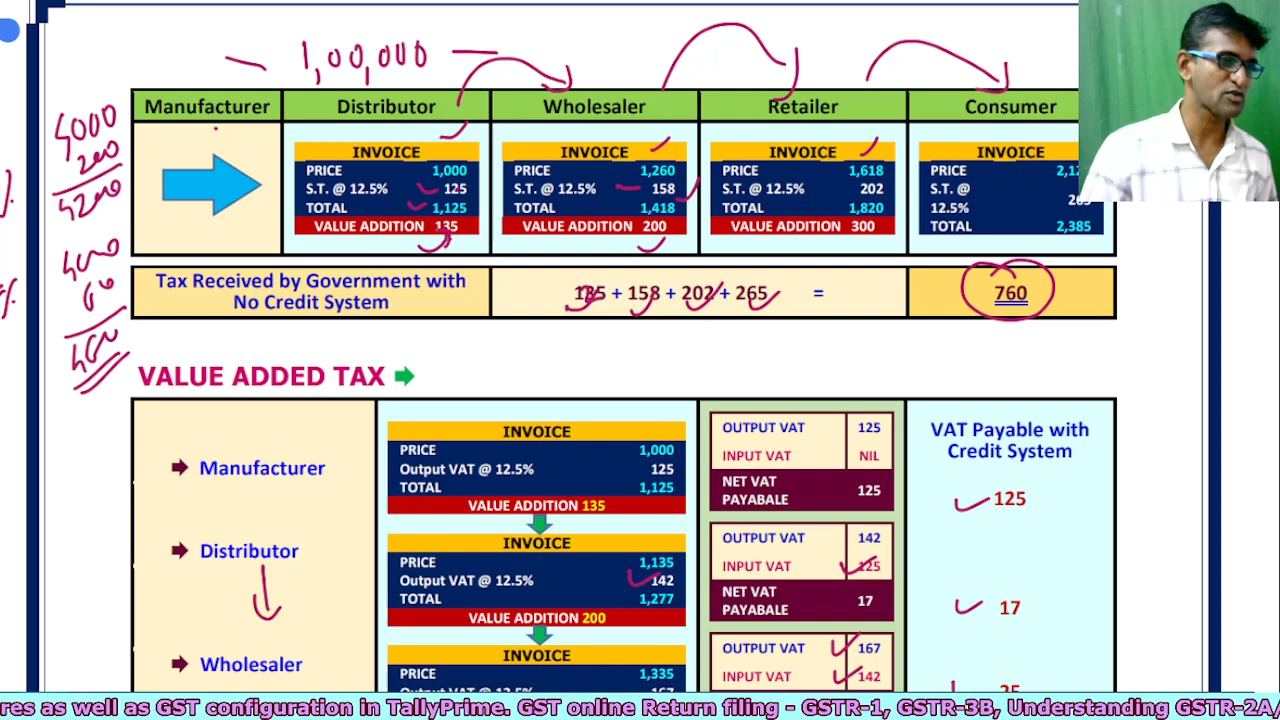 1,00,000
Manufacturer Distributor Wholesaler Retailer Consumer
5000
200
5200
INVOICE
PRICE 1,000
S.T. @ 12.5% 125
TOTAL 1,125
VALUE ADDITION 135
INVOICE
PRICE 1,260
S.T. @ 12.5% 158
TOTAL 1,418
VALUE ADDITION 200
INVOICE
PRICE 1,618
S.T. @ 12.5% 202
TOTAL 1,820
VALUE ADDITION 300
INVOICE
PRICE
S.T. @
12.5%
TOTAL 2,385
Tax Received by Government with
No Credit System
+ 158 + 202 + 265 =
760
VALUE ADDED TAX
Manufacturer
INVOICE
PRICE 1,000
Output VAT @ 12.5% 125
TOTAL 1,125
VALUE ADDITION 135
OUTPUT VAT 125
INPUT VAT NIL
NET VAT
PAYABALE 125
VAT Payable with
Credit System
125
Distributor
INVOICE
PRICE 1,135
Output VAT @ 12.5% 142
TOTAL 1,277
VALUE ADDITION 200
OUTPUT VAT 142
INPUT VAT 125
NET VAT
PAYABALE 17
17
Wholesaler
INVOICE
PRICE 1,335
OUTPUT VAT 167
INPUT VAT 142
res as well as GST configuration in TallyPrime. GST online Return filing - GSTR-1, GSTR-3B, Understanding GSTR-2A/